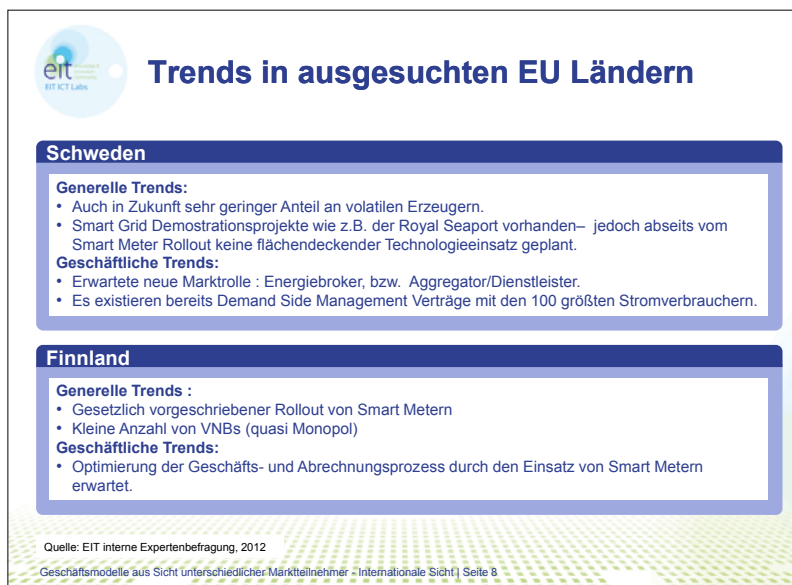 eit
EIT ICT Labs
Trends in ausgesuchten EU Ländern
Schweden
Generelle Trends:
• Auch in Zukunft sehr geringer Anteil an volatilen Erzeugern.
• Smart Grid Demostrationsprojekte wie z.B. der Royal Seaport vorhanden– jedoch abseits vom
Smart Meter Rollout keine flächendeckender Technologieeinsatz geplant.
Geschäftliche Trends:
• Erwartete neue Marktrolle : Energiebroker, bzw. Aggregator/Dienstleister.
• Es existieren bereits Demand Side Management Verträge mit den 100 größten Stromverbrauchern.
Finnland
Generelle Trends :
• Gesetzlich vorgeschriebener Rollout von Smart Metern
• Kleine Anzahl von VNBs (quasi Monopol)
Geschäftliche Trends:
• Optimierung der Geschäfts- und Abrechnungsprozess durch den Einsatz von Smart Metern
erwartet.
Quelle: EIT interne Expertenbefragung, 2012
Geschäftsmodelle aus Sicht unterschiedlicher Marktteilnehmer - Internationale Sicht | Seite 8